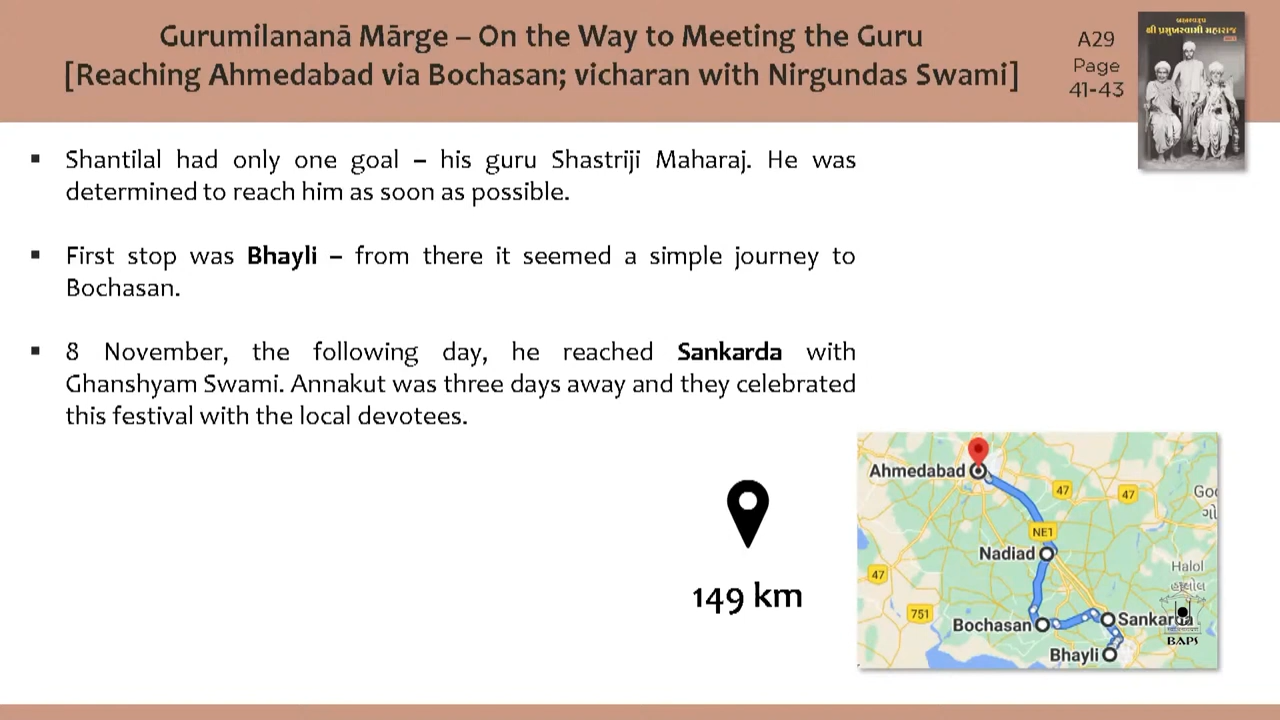 Gurumilananā Mārge – On the Way to Meeting the Guru
[Reaching Ahmedabad via Bochasan; vicharan with Nirgundas Swami]
A29
Page
41-43
શ્રી પ્રમુખસ્વામી મહારાજ
▪ Shantilal had only one goal – his guru Shastriji Maharaj. He was
determined to reach him as soon as possible.
▪ First stop was Bhayli – from there it seemed a simple journey to
Bochasan.
▪ 8 November, the following day, he reached Sankarda with
Ghanshyam Swami. Annakut was three days away and they celebrated
this festival with the local devotees.
149 km
Ahmedabad
47
47
NE1
Nadiad
Halol
હાલોલ
47
751
Bochasan
Sankarda
BAPS
Bhayli